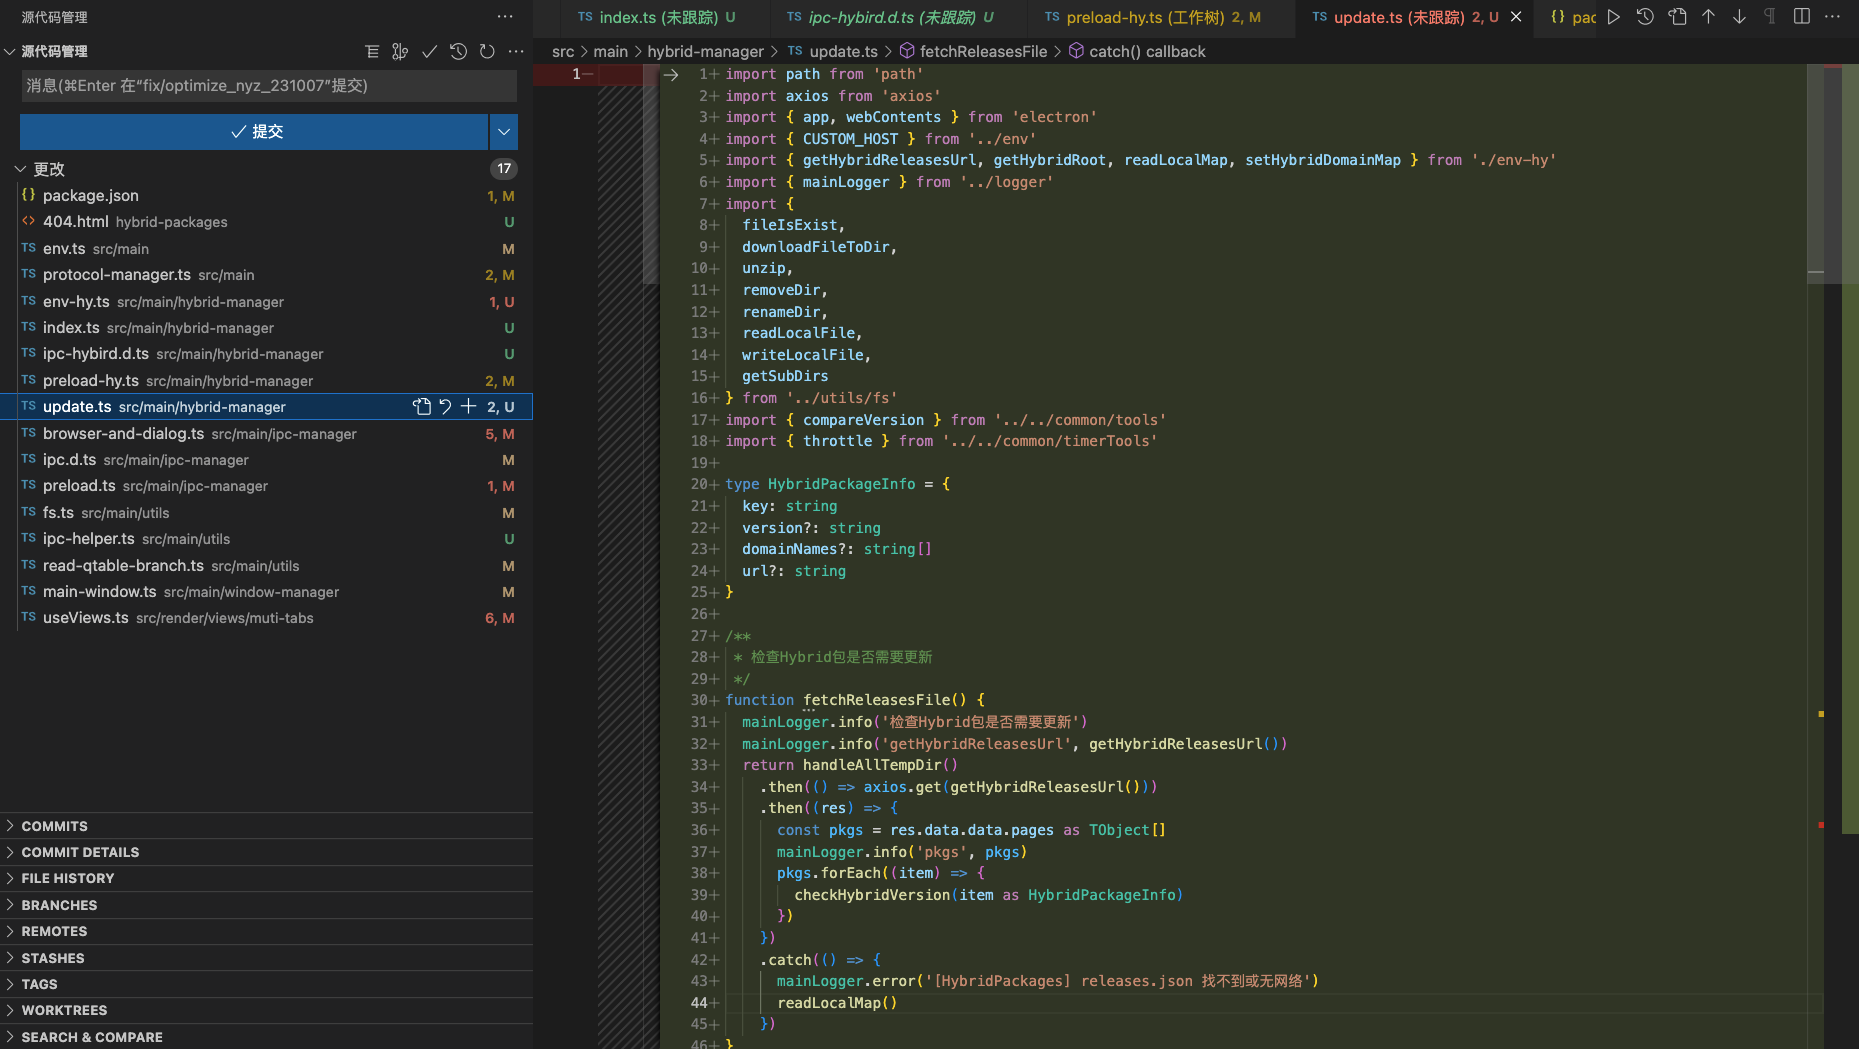 源代码管理
源代码管理
消息(⌘Enter 在“fix/optimize_nyz_231007”提交)
提交
更改 17
package.json 1, M
404.html hybrid-packages U
TS env.ts src/main M
TS protocol-manager.ts src/main 2, M
TS env-hy.ts src/main/hybrid-manager 1, U
TS index.ts src/main/hybrid-manager U
TS ipc-hybird.d.ts src/main/hybrid-manager U
TS preload-hy.ts src/main/hybrid-manager 2, M
TS update.ts src/main/hybrid-manager 2, U
TS browser-and-dialog.ts src/main/ipc-manager 5, M
TS ipc.d.ts src/main/ipc-manager M
TS preload.ts src/main/ipc-manager 1, M
TS fs.ts src/main/utils M
TS ipc-helper.ts src/main/utils U
TS read-qtable-branch.ts src/main/utils M
TS main-window.ts src/main/window-manager M
TS useViews.ts src/render/views/muti-tabs 6, M
COMMITS
COMMIT DETAILS
FILE HISTORY
BRANCHES
REMOTES
STASHES
TAGS
WORKTREES
SEARCH & COMPARE
TS index.ts (未跟踪) U TS ipc-hybird.d.ts (未跟踪) U TS preload-hy.ts (工作树) 2, M TS update.ts (未跟踪) 2, U {} pac
src > main > hybrid-manager > TS update.ts > fetchReleasesFile > catch() callback
1−
1+ import path from 'path'
2+ import axios from 'axios'
3+ import { app, webContents } from 'electron'
4+ import { CUSTOM_HOST } from '../env'
5+ import { getHybridReleasesUrl, getHybridRoot, readLocalMap, setHybridDomainMap } from './env-hy'
6+ import { mainLogger } from '../logger'
7+ import {
8+ fileIsExist,
9+ downloadFileToDir,
10+ unzip,
11+ removeDir,
12+ renameDir,
13+ readLocalFile,
14+ writeLocalFile,
15+ getSubDirs
16+ } from '../utils/fs'
17+ import { compareVersion } from '../../common/tools'
18+ import { throttle } from '../../common/timerTools'
19+
20+ type HybridPackageInfo = {
21+ key: string
22+ version?: string
23+ domainNames?: string[]
24+ url?: string
25+ }
26+
27+ /**
28+ * 检查Hybrid包是否需要更新
29+ */
30+ function fetchReleasesFile() {
31+ mainLogger.info('检查Hybrid包是否需要更新')
32+ mainLogger.info('getHybridReleasesUrl', getHybridReleasesUrl())
33+ return handleAllTempDir()
34+ .then(() => axios.get(getHybridReleasesUrl()))
35+ .then((res) => {
36+ const pkgs = res.data.data.pages as TObject[]
37+ mainLogger.info('pkgs', pkgs)
38+ pkgs.forEach((item) => {
39+ checkHybridVersion(item as HybridPackageInfo)
40+ })
41+ })
42+ .catch(() => {
43+ mainLogger.error('[HybridPackages] releases.json 找不到或无网络')
44+ readLocalMap()
45+ })
46+ }